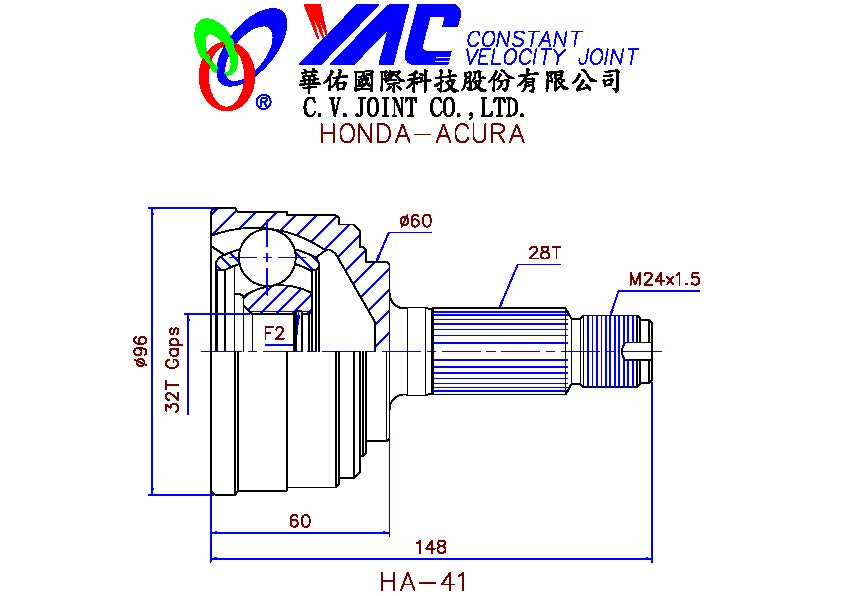 YAC CONSTANT
VELOCITY JOINT
華佑國際科技股份有限公司
®
C.V.JOINT CO.,LTD.
HONDA-ACURA
ø60
28T
M24x1.5
F2
ø96
32T Caps
60
148
HA-41